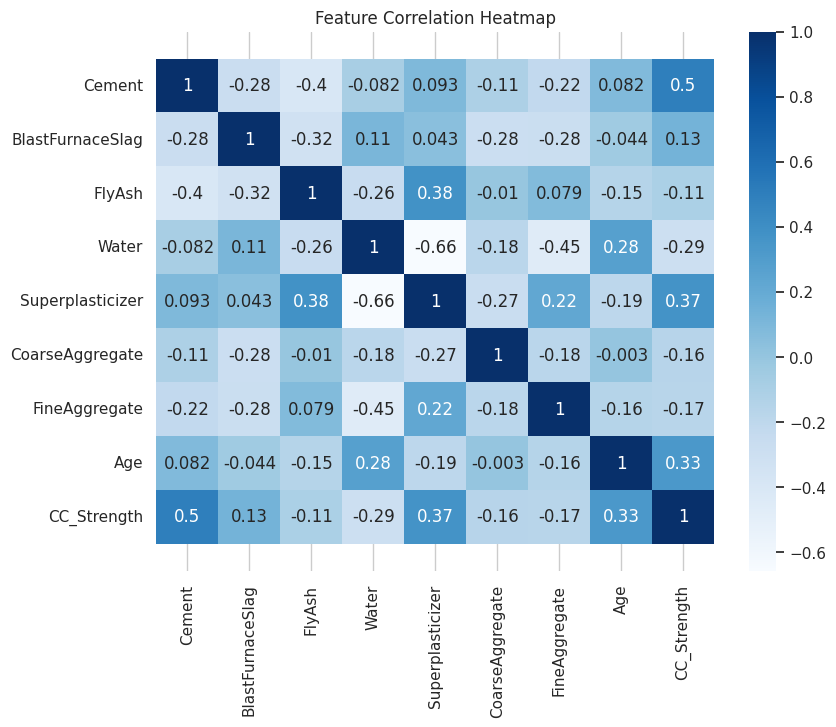 Feature Correlation Heatmap
Cement 1 -0.28 -0.4 -0.082 0.093 -0.11 -0.22 0.082 0.5
BlastFurnaceSlag -0.28 1 -0.32 0.11 0.043 -0.28 -0.28 -0.044 0.13
FlyAsh -0.4 -0.32 1 -0.26 0.38 -0.01 0.079 -0.15 -0.11
Water -0.082 0.11 -0.26 1 -0.66 -0.18 -0.45 0.28 -0.29
Superplasticizer 0.093 0.043 0.38 -0.66 1 -0.27 0.22 -0.19 0.37
CoarseAggregate -0.11 -0.28 -0.01 -0.18 -0.27 1 -0.18 -0.003 -0.16
FineAggregate -0.22 -0.28 0.079 -0.45 0.22 -0.18 1 -0.16 -0.17
Age 0.082 -0.044 -0.15 0.28 -0.19 -0.003 -0.16 1 0.33
CC_Strength 0.5 0.13 -0.11 -0.29 0.37 -0.16 -0.17 0.33 1
Cement
BlastFurnaceSlag
FlyAsh
Water
Superplasticizer
CoarseAggregate
FineAggregate
Age
CC_Strength
1.0
0.8
0.6
0.4
0.2
0.0
−0.2
−0.4
−0.6